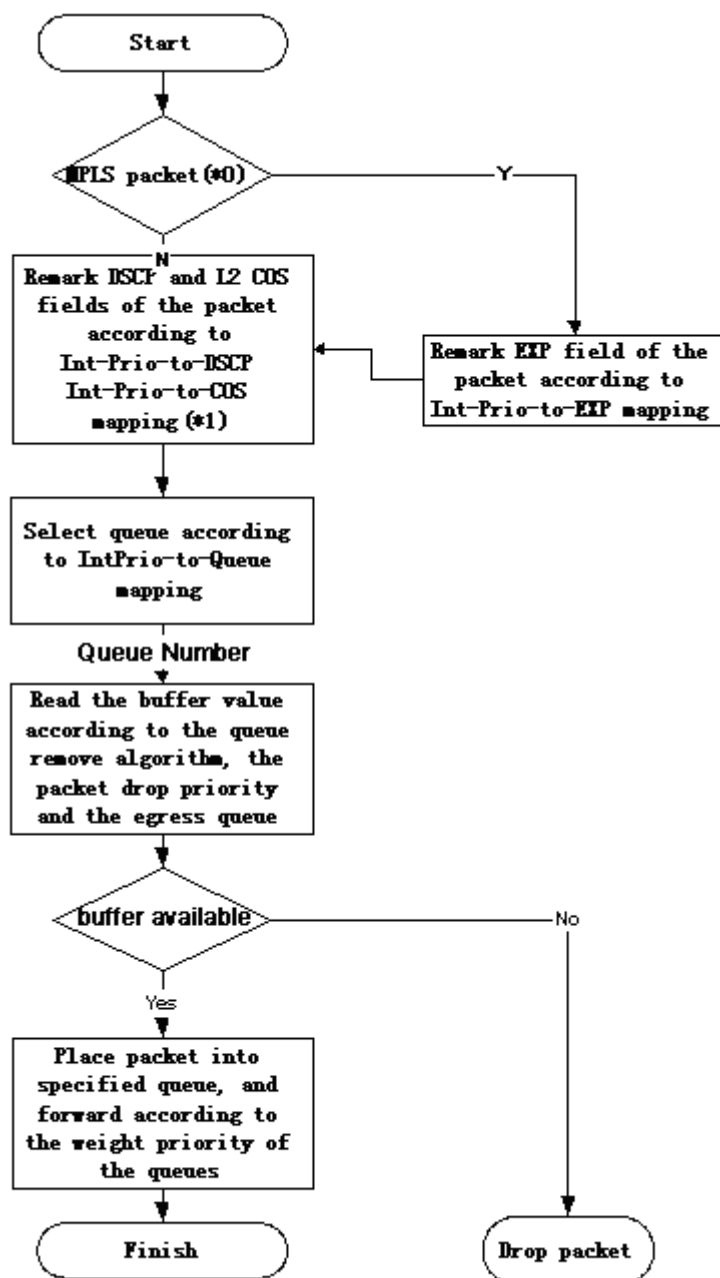 Start
MPLS packet(*0)
Y
N
Remark DSCP and L2 COS
fields of the packet
according to
Int-Prio-to-DSCP
Int-Prio-to-COS
mapping(*1)
Remark EXP field of the
packet according to
Int-Prio-to-EXP mapping
Select queue according
to IntPrio-to-Queue
mapping
Queue Number
Read the buffer value
according to the queue
remove algorithm, the
packet drop priority
and the egress queue
buffer available
No
Yes
Place packet into
specified queue, and
forward according to
the weight priority of
the queues
Finish
Drop packet